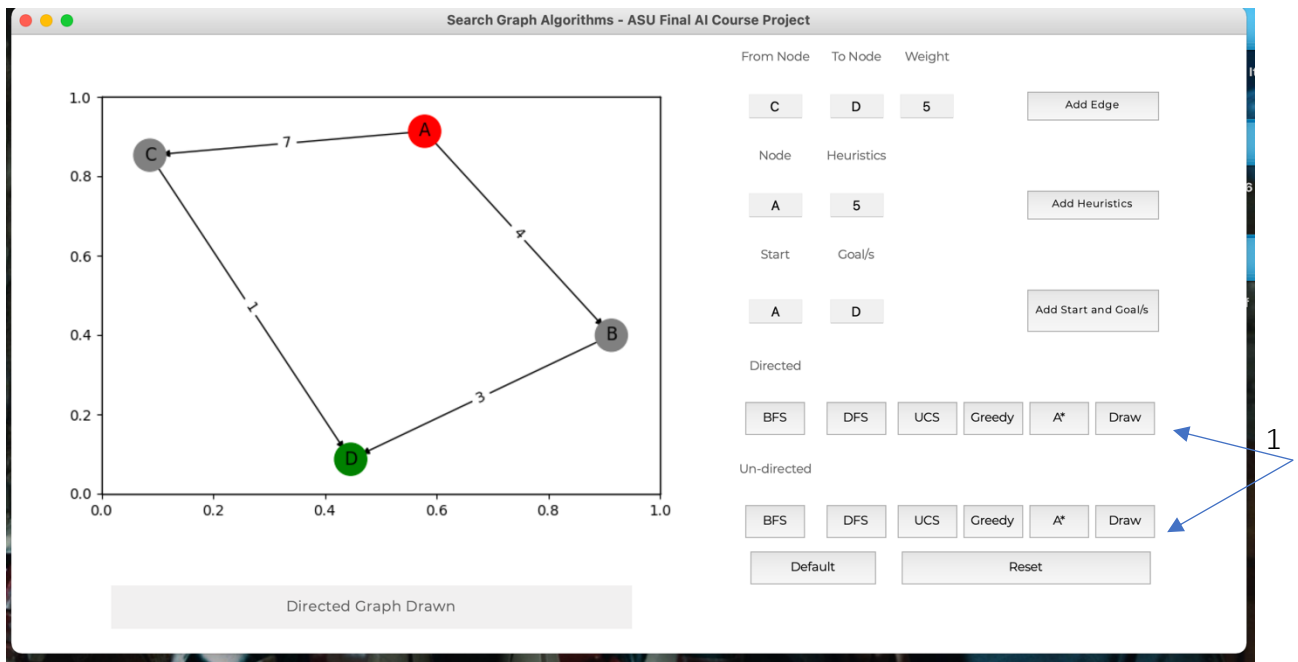 Search Graph Algorithms - ASU Final AI Course Project
From Node To Node Weight
C D 5 Add Edge
Node Heuristics
A 5 Add Heuristics
Start Goal/s
A D Add Start and Goal/s
Directed
BFS DFS UCS Greedy A* Draw
Un-directed
BFS DFS UCS Greedy A* Draw
Default Reset
1
1.0
0.8
0.6
0.4
0.2
0.0
0.0 0.2 0.4 0.6 0.8 1.0
A
7
C
4
1
B
3
D
Directed Graph Drawn